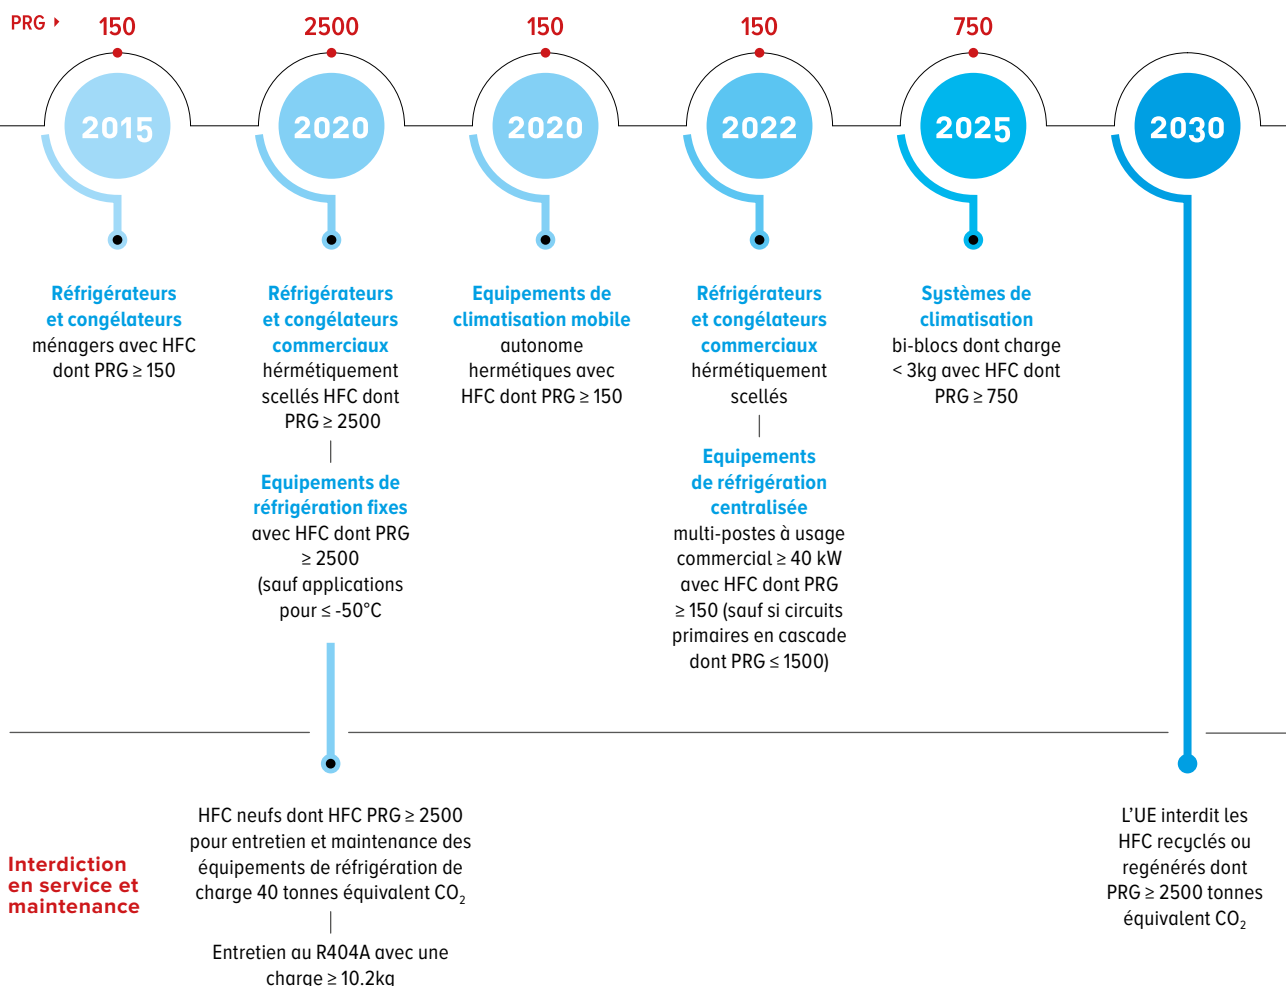 PRG
150
2500
150
150
750
2015
2020
2020
2022
2025
2030
Réfrigérateurs
et congélateurs
ménagers avec HFC
dont PRG ≥ 150
Réfrigérateurs
et congélateurs
commerciaux
hérmétiquement
scellés HFC dont
PRG ≥ 2500
Equipements de
réfrigération fixes
avec HFC dont PRG
≥ 2500
(sauf applications
pour ≤ -50°C
Equipements de
climatisation mobile
autonome
hermétiques avec
HFC dont PRG ≥ 150
Réfrigérateurs
et congélateurs
commerciaux
hérmétiquement
scellés
Equipements
de réfrigération
centralisée
multi-postes à usage
commercial ≥ 40 kW
avec HFC dont PRG
≥ 150 (sauf si circuits
primaires en cascade
dont PRG ≤ 1500)
Systèmes de
climatisation
bi-blocs dont charge
< 3kg avec HFC dont
PRG ≥ 750
Interdiction
en service et
maintenance
HFC neufs dont HFC PRG ≥ 2500
pour entretien et maintenance des
équipements de réfrigération de
charge 40 tonnes équivalent CO₂
Entretien au R404A avec une
charge ≥ 10.2kg
L'UE interdit les
HFC recyclés ou
regénérés dont
PRG ≥ 2500 tonnes
équivalent CO₂